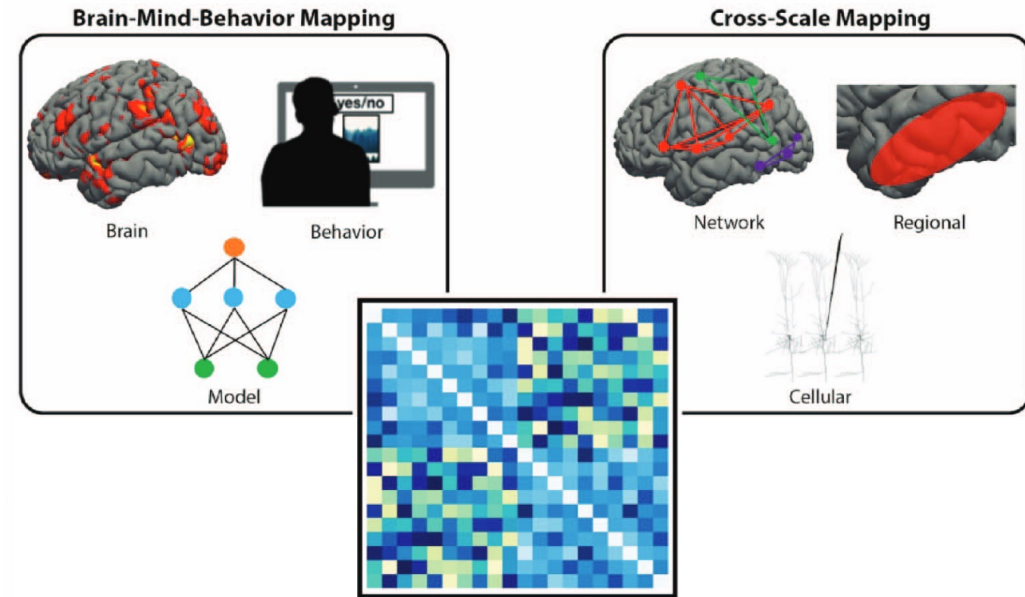 Brain-Mind-Behavior Mapping
Cross-Scale Mapping
yes/no
Brain
Behavior
Model
Network
Regional
Cellular